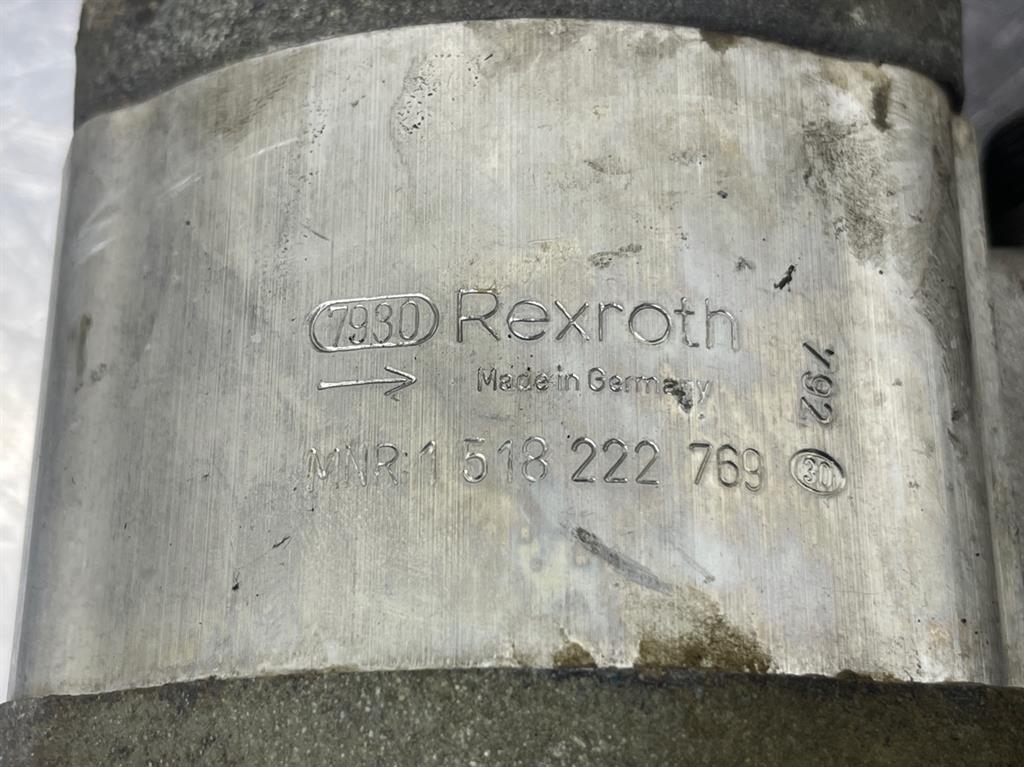 7930 Rexroth
Made in Germany
MNR:1 518 222 769
30
792